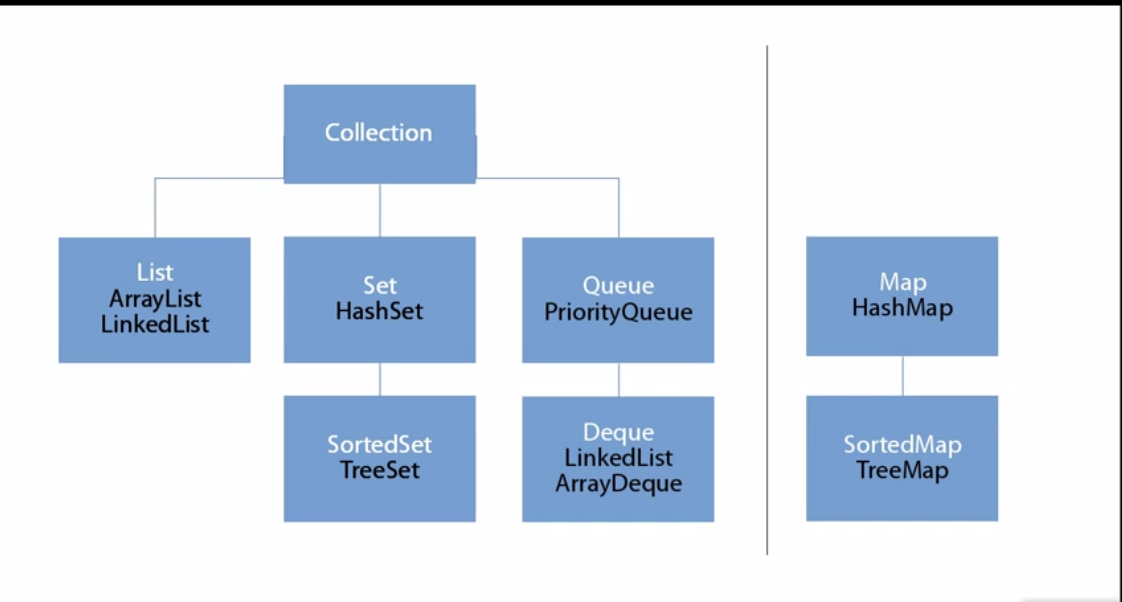 Collection
List
ArrayList
LinkedList
Set
HashSet
Queue
PriorityQueue
Map
HashMap
SortedSet
TreeSet
Deque
LinkedList
ArrayDeque
SortedMap
TreeMap